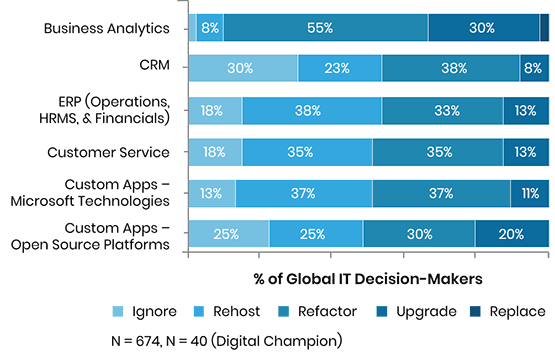 Business Analytics
8% 55% 30%
CRM
30% 23% 38% 8%
ERP (Operations,
HRMS, & Financials)
18% 38% 33% 13%
Customer Service
18% 35% 35% 13%
Custom Apps –
Microsoft Technologies
13% 37% 37% 11%
Custom Apps –
Open Source Platforms
25% 25% 30% 20%
% of Global IT Decision-Makers
Ignore Rehost Refactor Upgrade Replace
N = 674, N = 40 (Digital Champion)